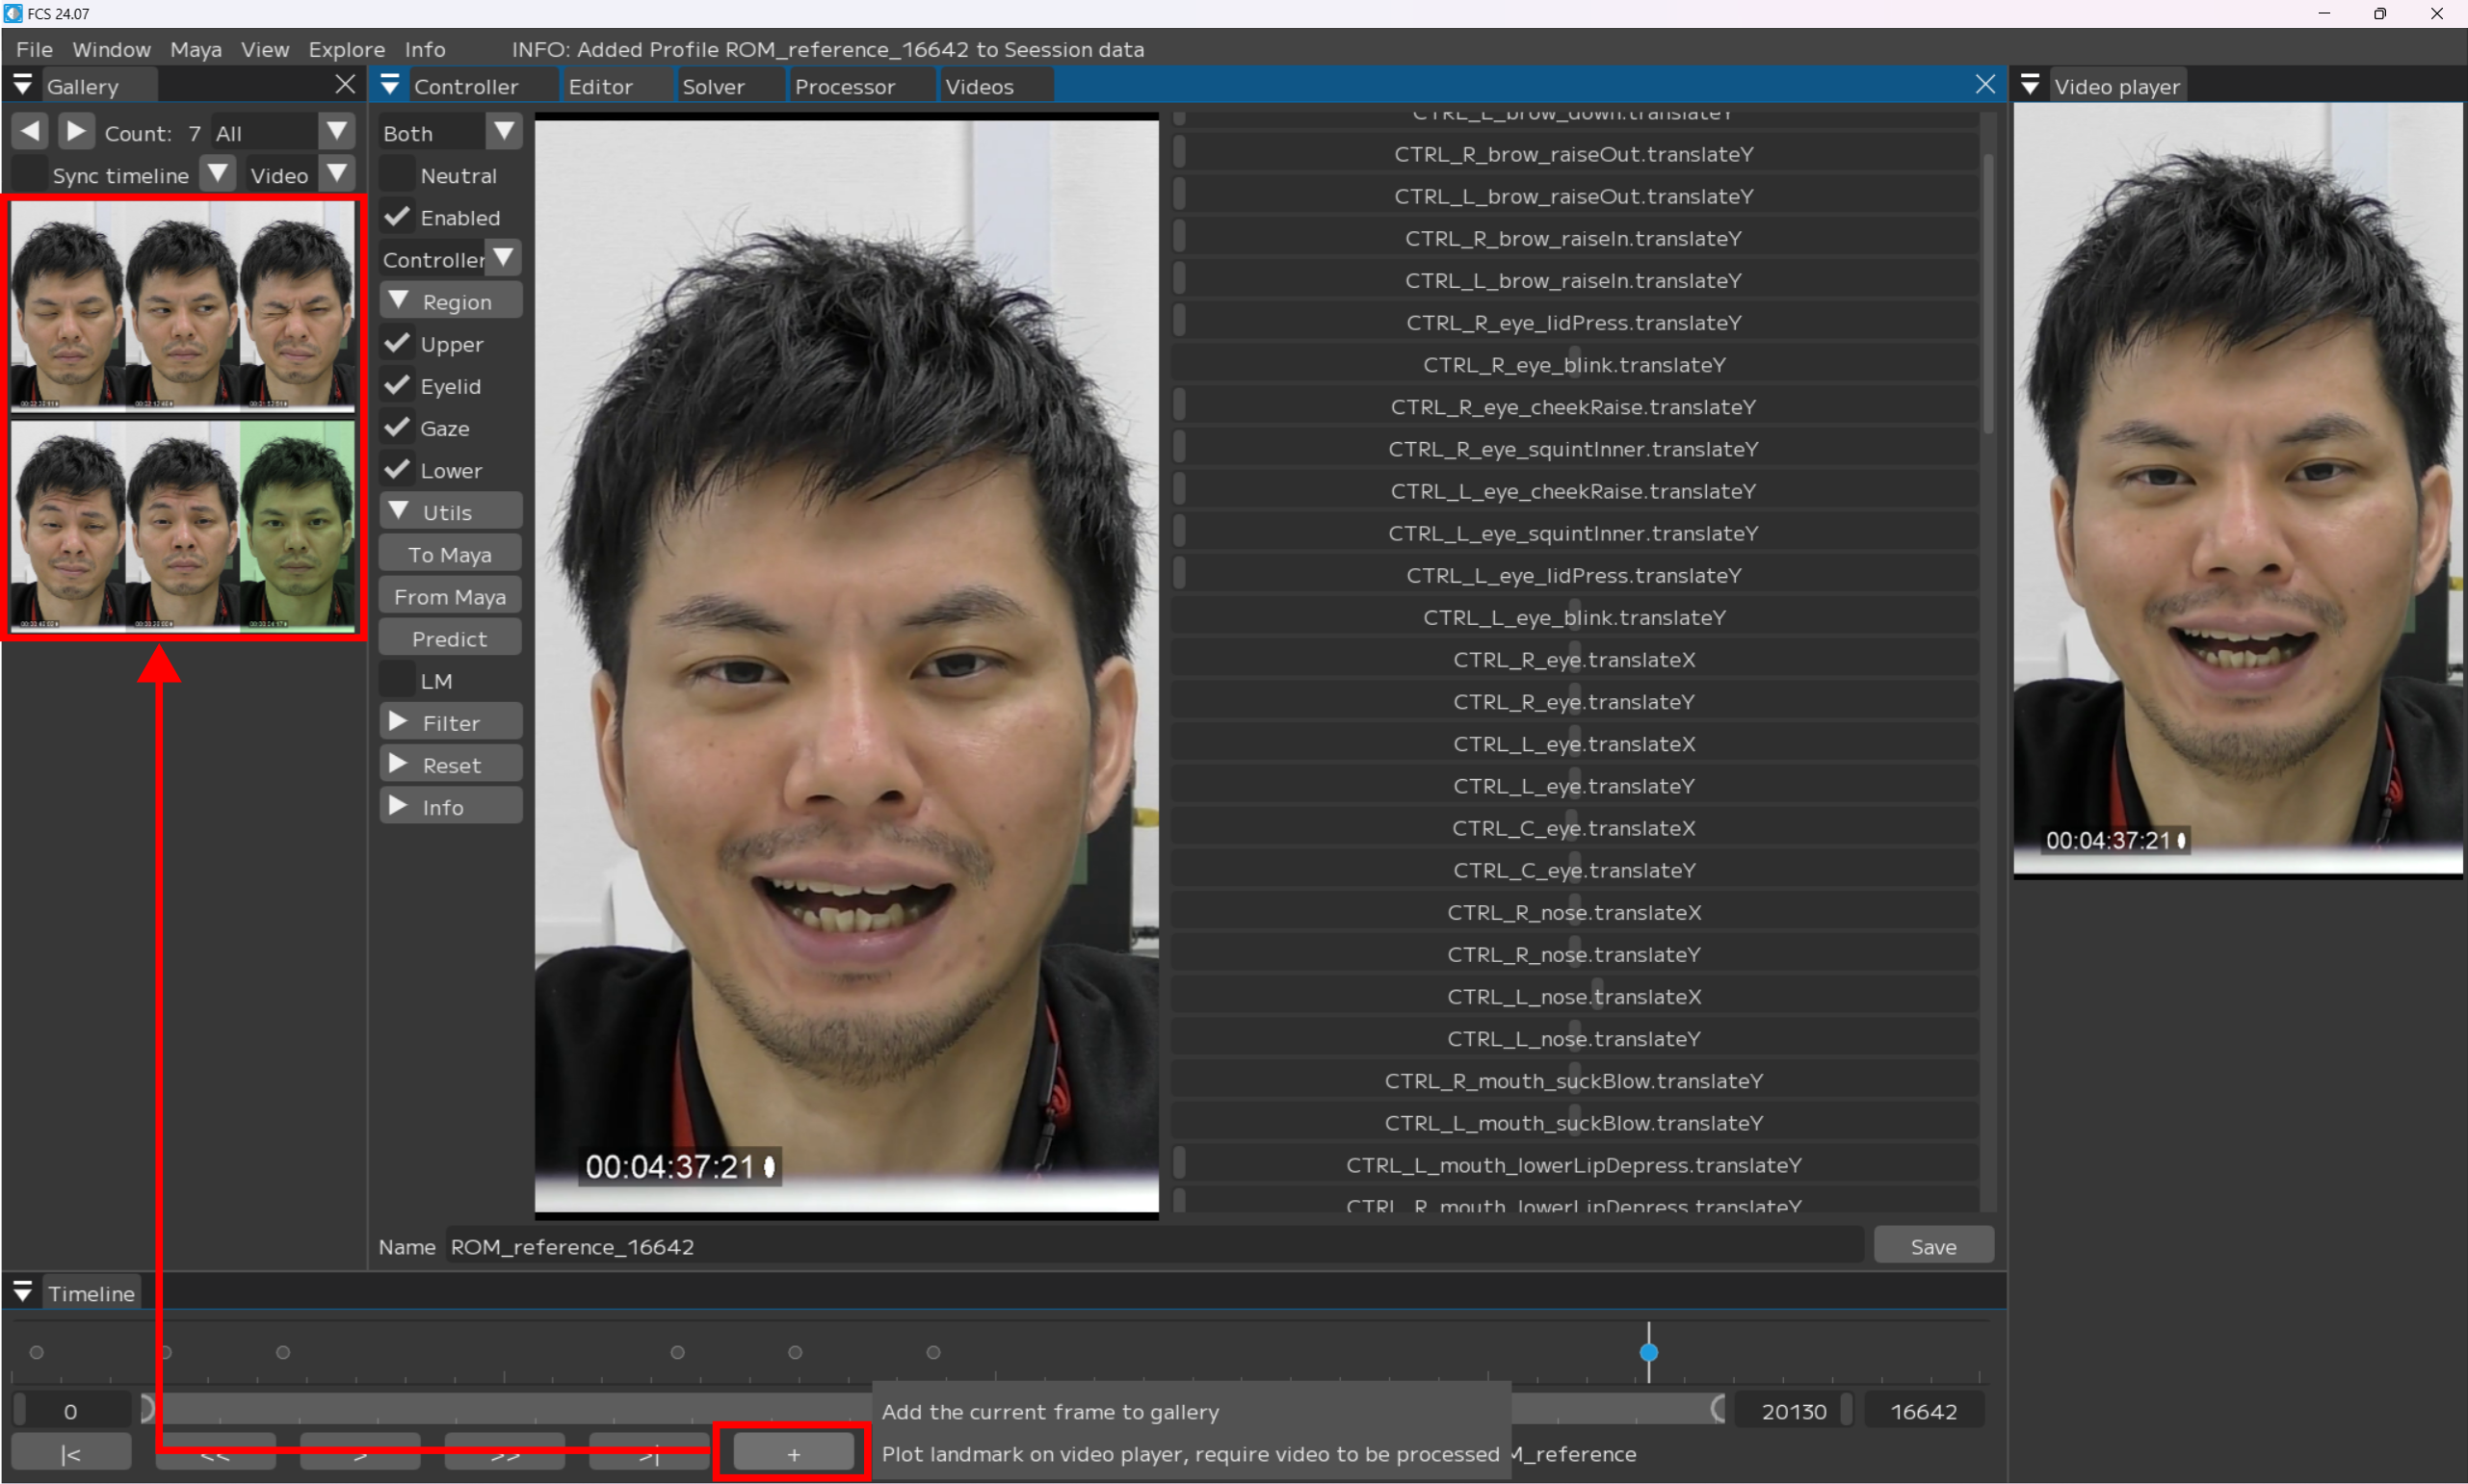 FCS 24.07
File Window Maya View Explore Info INFO: Added Profile ROM_reference_16642 to Seession data
Gallery
Controller Editor Solver Processor Videos
Video player
Count: 7 All
Sync timeline Video
Both
Neutral
Enabled
Controller
Region
Upper
Eyelid
Gaze
Lower
Utils
To Maya
From Maya
Predict
LM
Filter
Reset
Info
00:04:37:21
CTRL_L_brow_down.translateY
CTRL_R_brow_raiseOut.translateY
CTRL_L_brow_raiseOut.translateY
CTRL_R_brow_raiseIn.translateY
CTRL_L_brow_raiseIn.translateY
CTRL_R_eye_lidPress.translateY
CTRL_R_eye_blink.translateY
CTRL_R_eye_cheekRaise.translateY
CTRL_R_eye_squintInner.translateY
CTRL_L_eye_cheekRaise.translateY
CTRL_L_eye_squintInner.translateY
CTRL_L_eye_lidPress.translateY
CTRL_L_eye_blink.translateY
CTRL_R_eye.translateX
CTRL_R_eye.translateY
CTRL_L_eye.translateX
CTRL_L_eye.translateY
CTRL_C_eye.translateX
CTRL_C_eye.translateY
CTRL_R_nose.translateX
CTRL_R_nose.translateY
CTRL_L_nose.translateX
CTRL_L_nose.translateY
CTRL_R_mouth_suckBlow.translateY
CTRL_L_mouth_suckBlow.translateY
CTRL_L_mouth_lowerLipDepress.translateY
CTRL_R_mouth_lowerLipDepress.translateY
00:04:37:21
Name ROM_reference_16642 Save
Timeline
0 20130 16642
Add the current frame to gallery
|< << > >> >| +
Plot landmark on video player, require video to be processed
M_reference